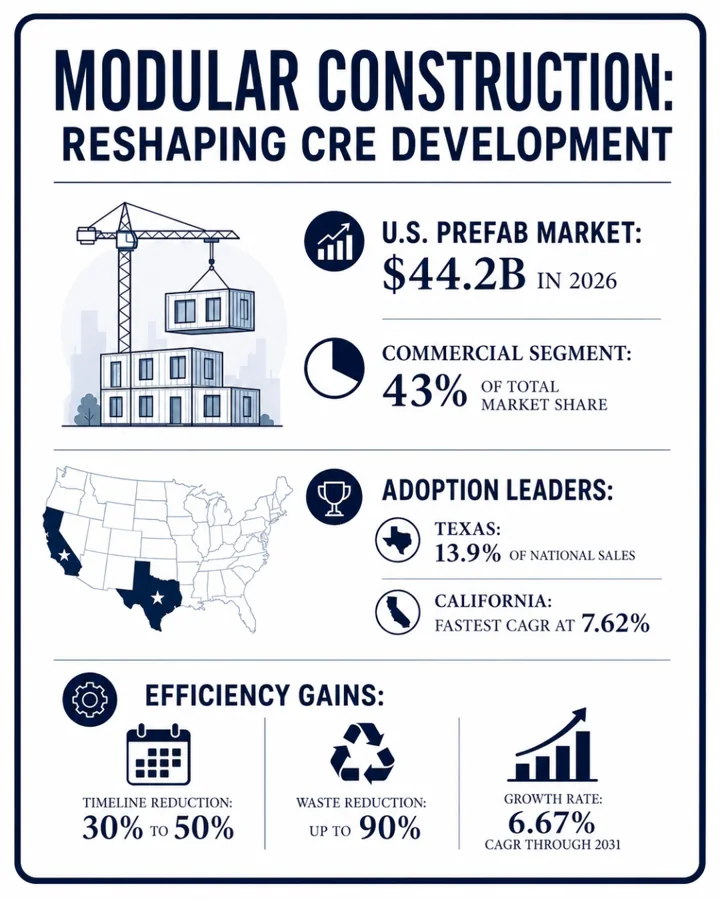 MODULAR CONSTRUCTION:
RESHAPING CRE DEVELOPMENT
U.S. PREFAB MARKET:
$44.2B IN 2026
COMMERCIAL SEGMENT:
43% OF TOTAL
MARKET SHARE
ADOPTION LEADERS:
TEXAS:
13.9% OF NATIONAL SALES
CALIFORNIA:
FASTEST CAGR AT 7.62%
EFFICIENCY GAINS:
TIMELINE REDUCTION:
30% TO 50%
WASTE REDUCTION:
UP TO 90%
GROWTH RATE:
6.67%
CAGR THROUGH 2031